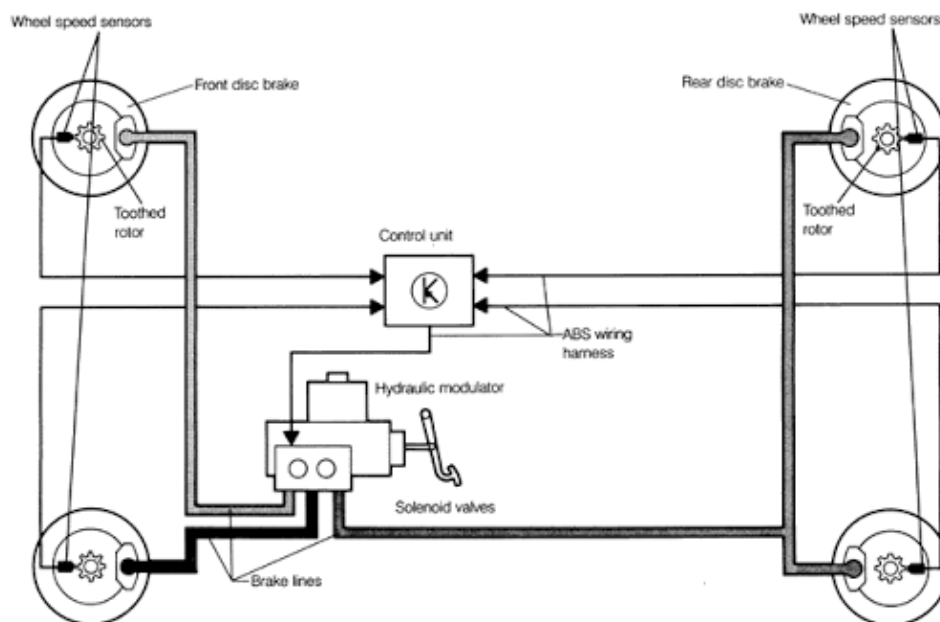 Wheel speed sensors
Wheel speed sensors
Front disc brake
Rear disc brake
Toothed
rotor
Toothed
rotor
Control unit
ABS wiring
harness
Hydraulic modulator
Solenoid valves
Brake lines